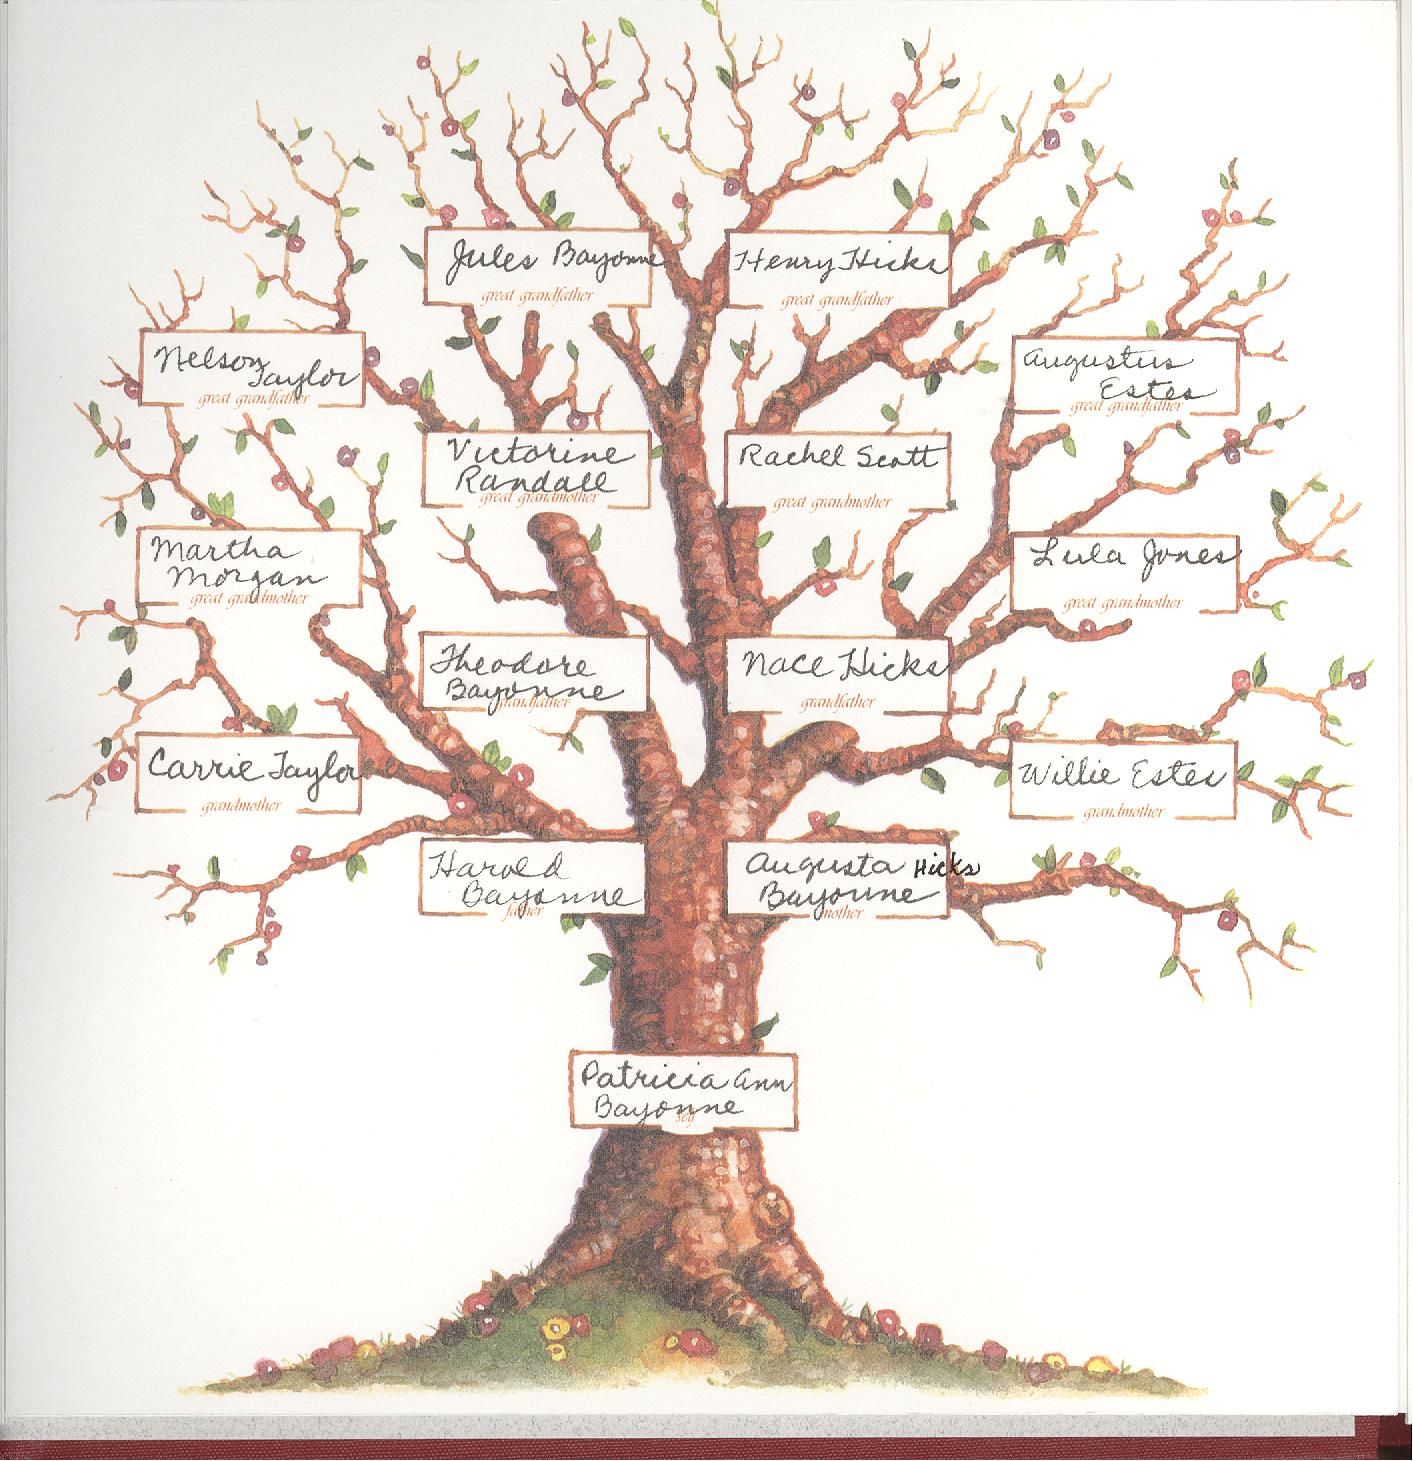 Jules Bayonne
great grandfather
Henry Hicks
great grandfather
Nelson
Taylor
great grandfather
Augustus
Estes
great grandfather
Victorine
Randall
great grandmother
Rachel Scott
great grandmother
Martha
Morgan
great grandmother
Lula Jones
great grandmother
Theodore
Bayonne
grandfather
Nace Hicks
grandfather
Carrie Taylor
grandmother
Willie Estes
grandmother
Harold
Bayonne
father
Augusta Hicks
Bayonne
mother
Patricia Ann
Bayonne
self